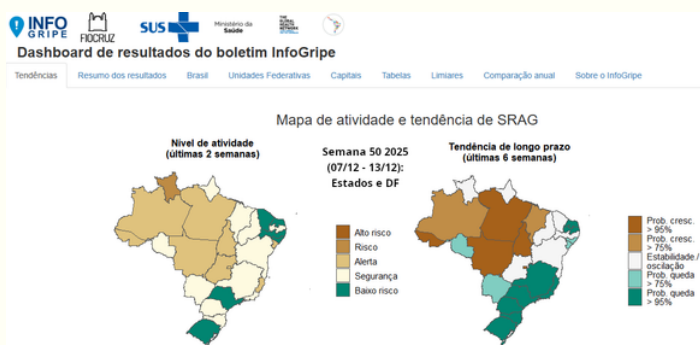 INFO
GRIPE
FIOCRUZ
SUS
Ministério da
Saúde
THE
GLOBAL
HEALTH
NETWORK
Dashboard de resultados do boletim InfoGripe
Tendências Resumo dos resultados Brasil Unidades Federativas Capitais Tabelas Limiares Comparação anual Sobre o InfoGripe
Mapa de atividade e tendência de SRAG
Nível de atividade
(últimas 2 semanas)
Semana 50 2025
(07/12 - 13/12):
Estados e DF
Tendência de longo prazo
(últimas 6 semanas)
Alto risco
Risco
Alerta
Segurança
Baixo risco
Prob. cresc.
> 95%
Prob. cresc.
> 75%
Estabilidade /
oscilação
Prob. queda
> 75%
Prob. queda
> 95%